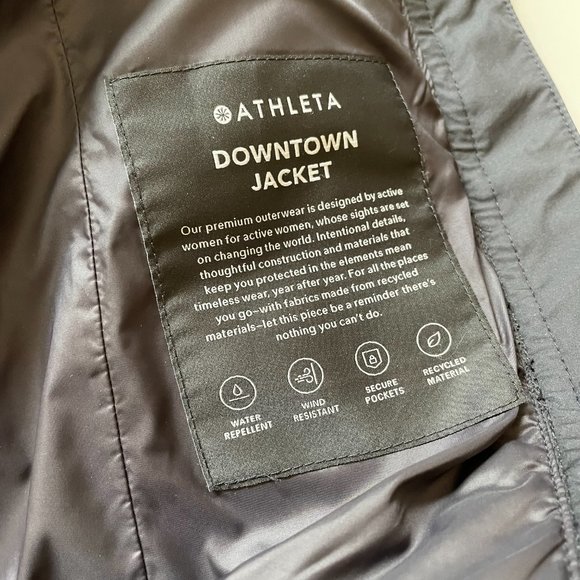 ATHLETA
DOWNTOWN
JACKET
Our premium outerwear is designed by active
women for active women, whose sights are set
on changing the world. Intentional details,
thoughtful construction and materials that
keep you protected in the elements mean
timeless wear, year after year. For all the places
you go—with fabrics made from recycled
materials—let this piece be a reminder there's
nothing you can't do.
WATER
REPELLENT
WIND
RESISTANT
SECURE
POCKETS
RECYCLED
MATERIAL